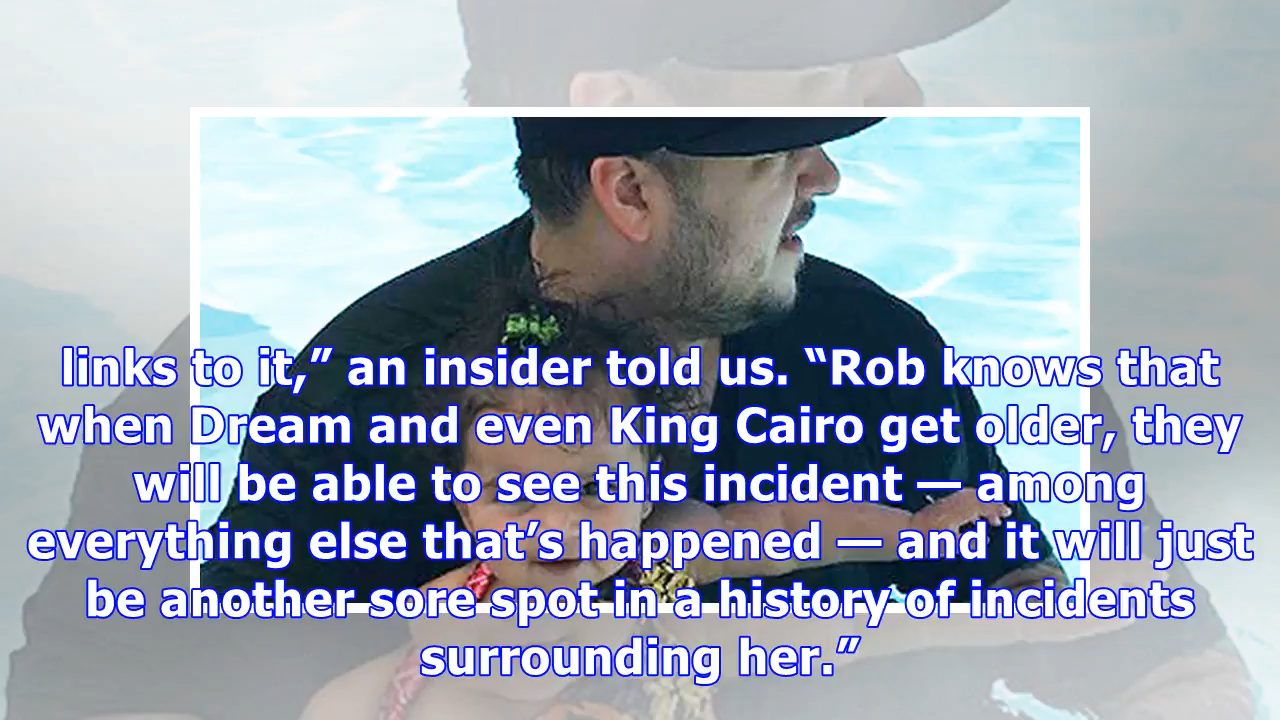 links to it,” an insider told us. “Rob knows that
when Dream and even King Cairo get older, they
will be able to see this incident — among
everything else that’s happened — and it will just
be another sore spot in a history of incidents
surrounding her.”